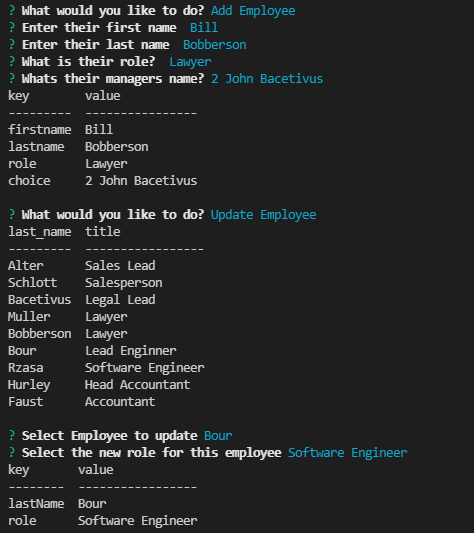 ? What would you like to do? Add Employee
? Enter their first name  Bill
? Enter their last name  Bobberson
? What is their role?  Lawyer
? Whats their managers name? 2 John Bacetivus
key        value
---------  ----------------
firstname  Bill
lastname   Bobberson
role       Lawyer
choice     2 John Bacetivus
? What would you like to do? Update Employee
last_name  title
---------  -----------------
Alter      Sales Lead
Schlott    Salesperson
Bacetivus  Legal Lead
Muller     Lawyer
Bobberson  Lawyer
Bour       Lead Enginner
Rzasa      Software Engineer
Hurley     Head Accountant
Faust      Accountant
? Select Employee to update Bour
? Select the new role for this employee Software Engineer
key       value
--------  -----------------
lastName  Bour
role      Software Engineer